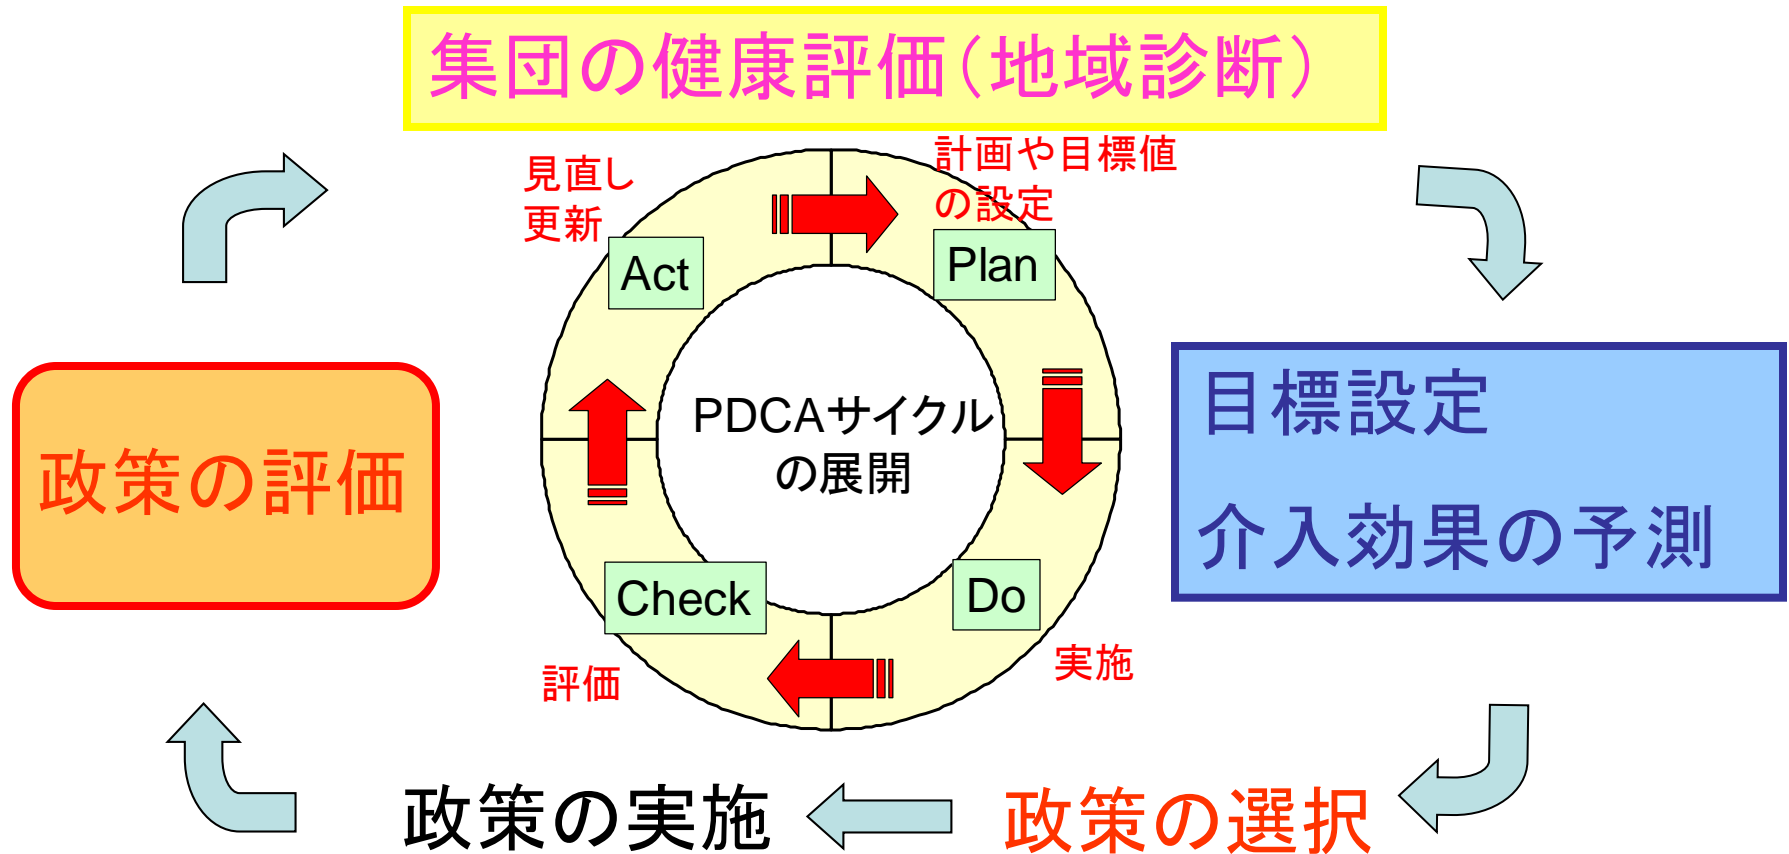 集団の健康評価(地域診断)
見直し
更新
計画や目標値
の設定
Act
Plan
PDCAサイクル
の展開
目標設定
介入効果の予測
政策の評価
Check
Do
評価
実施
政策の実施
政策の選択